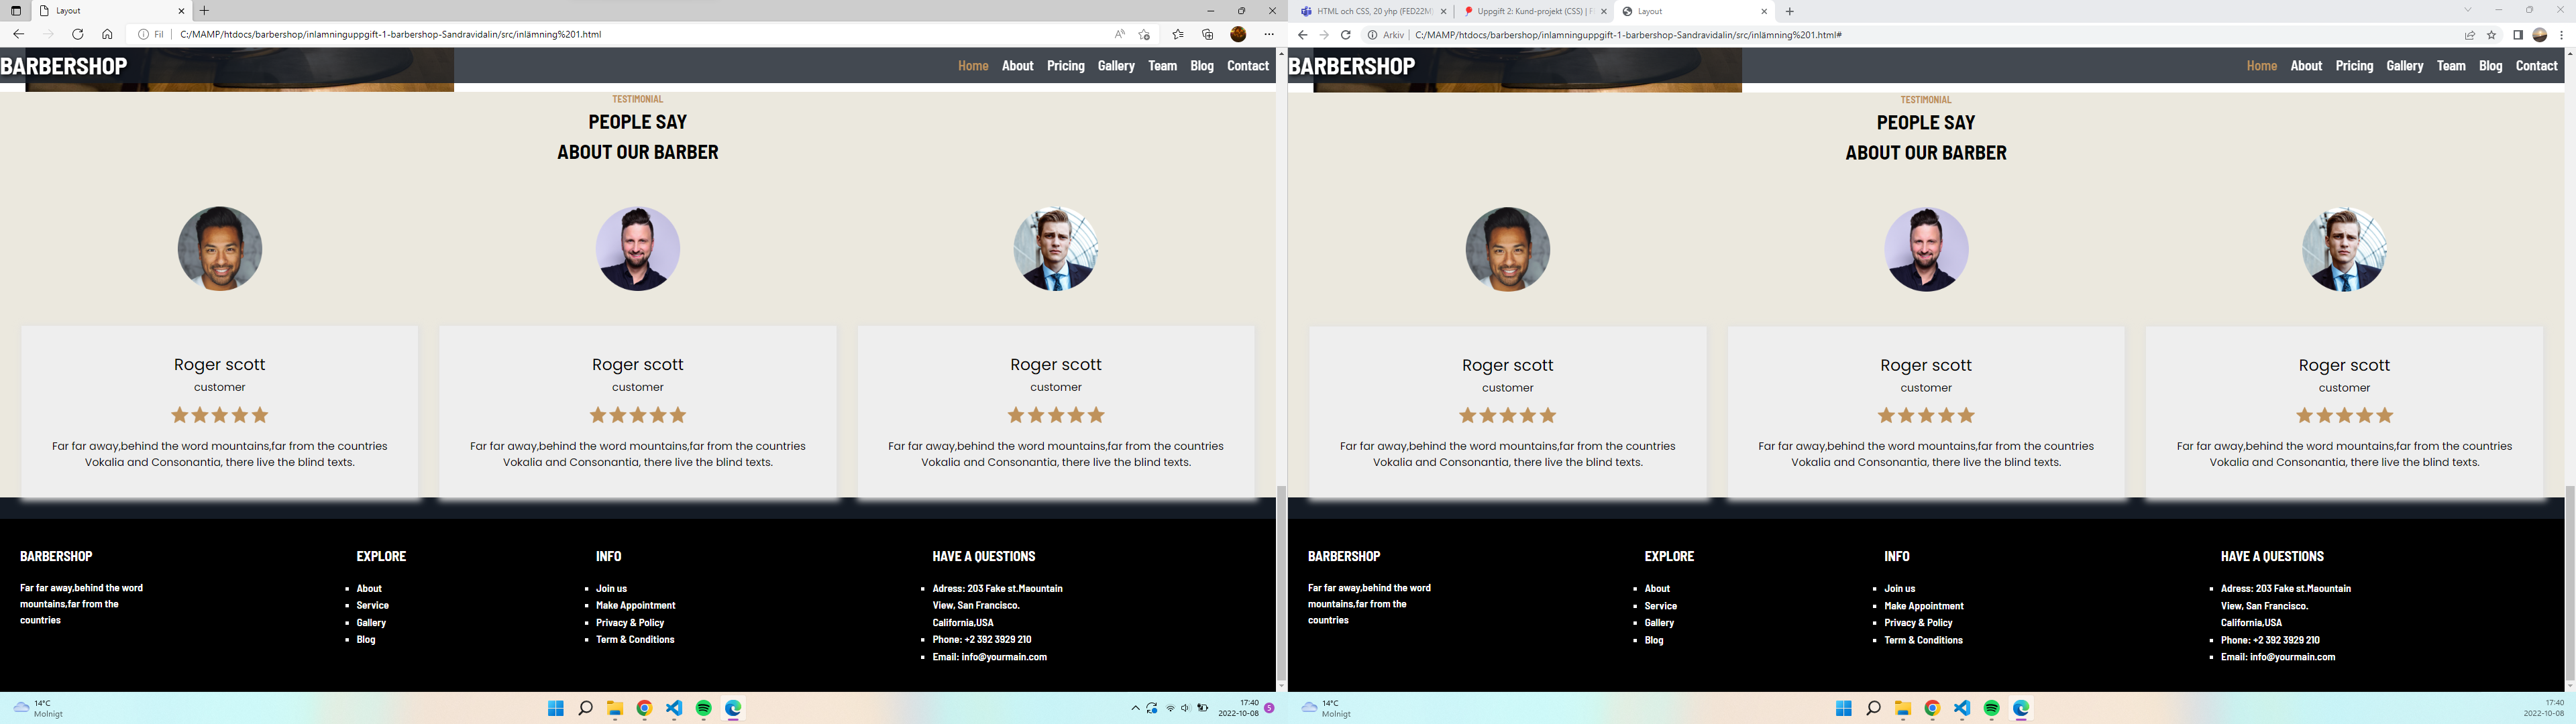 Layout
Fil
C:/MAMP/htdocs/barbershop/inlamninguppgift-1-barbershop-Sandravidalin/src/inlämning%201.html
BARBERSHOP
Home About Pricing Gallery Team Blog Contact
TESTIMONIAL
PEOPLE SAY
ABOUT OUR BARBER
Roger scott
customer
Far far away,behind the word mountains,far from the countries
Vokalia and Consonantia, there live the blind texts.
Roger scott
customer
Far far away,behind the word mountains,far from the countries
Vokalia and Consonantia, there live the blind texts.
Roger scott
customer
Far far away,behind the word mountains,far from the countries
Vokalia and Consonantia, there live the blind texts.
BARBERSHOP
Far far away,behind the word
mountains,far from the
countries
EXPLORE
About
Service
Gallery
Blog
INFO
Join us
Make Appointment
Privacy & Policy
Term & Conditions
HAVE A QUESTIONS
Adress: 203 Fake st.Maountain
View, San Francisco.
California,USA
Phone: +2 392 3929 210
Email: info@yourmain.com
14°C
Molnigt
17:40
2022-10-08
5
HTML och CSS, 20 yhp (FED22M
Uppgift 2: Kund-projekt (CSS) |
Layout
Arkiv
C:/MAMP/htdocs/barbershop/inlamninguppgift-1-barbershop-Sandravidalin/src/inlämning%201.html#
BARBERSHOP
Home About Pricing Gallery Team Blog Contact
TESTIMONIAL
PEOPLE SAY
ABOUT OUR BARBER
Roger scott
customer
Far far away,behind the word mountains,far from the countries
Vokalia and Consonantia, there live the blind texts.
Roger scott
customer
Far far away,behind the word mountains,far from the countries
Vokalia and Consonantia, there live the blind texts.
Roger scott
customer
Far far away,behind the word mountains,far from the countries
Vokalia and Consonantia, there live the blind texts.
BARBERSHOP
Far far away,behind the word
mountains,far from the
countries
EXPLORE
About
Service
Gallery
Blog
INFO
Join us
Make Appointment
Privacy & Policy
Term & Conditions
HAVE A QUESTIONS
Adress: 203 Fake st.Maountain
View, San Francisco.
California,USA
Phone: +2 392 3929 210
Email: info@yourmain.com
14°C
Molnigt
17:40
2022-10-08